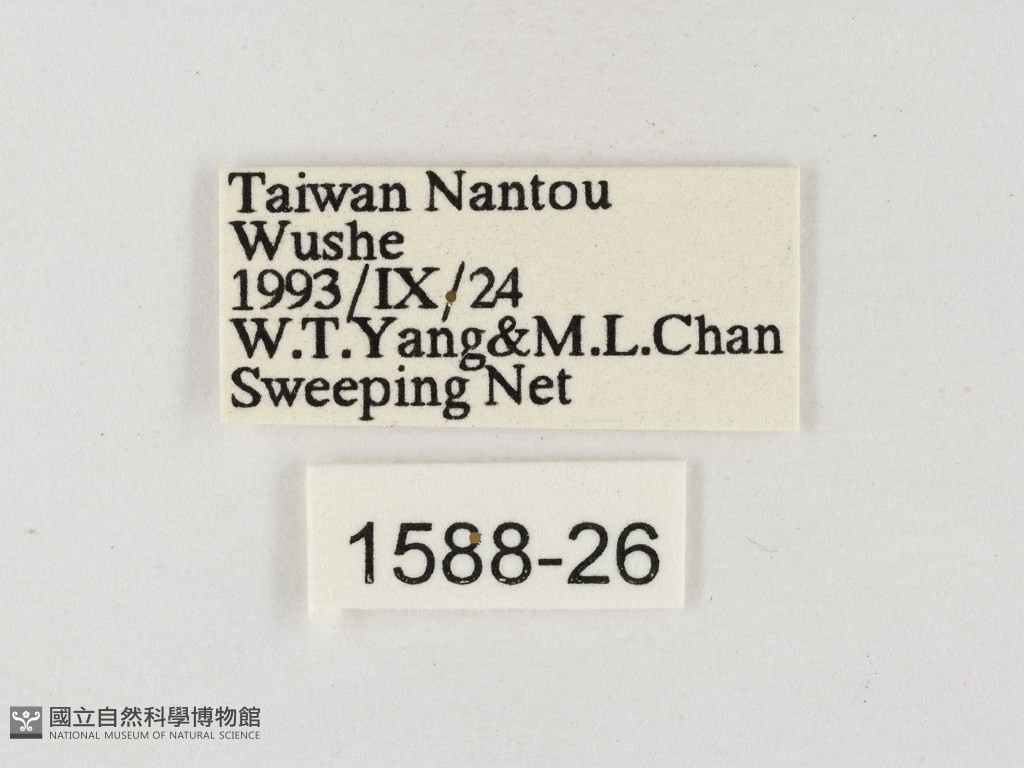 Taiwan Nantou
Wushe
1993/IX/24
W.T.Yang&M.L.Chan
Sweeping Net
1588-26
國立自然科學博物館
NATIONAL MUSEUM OF NATURAL SCIENCE